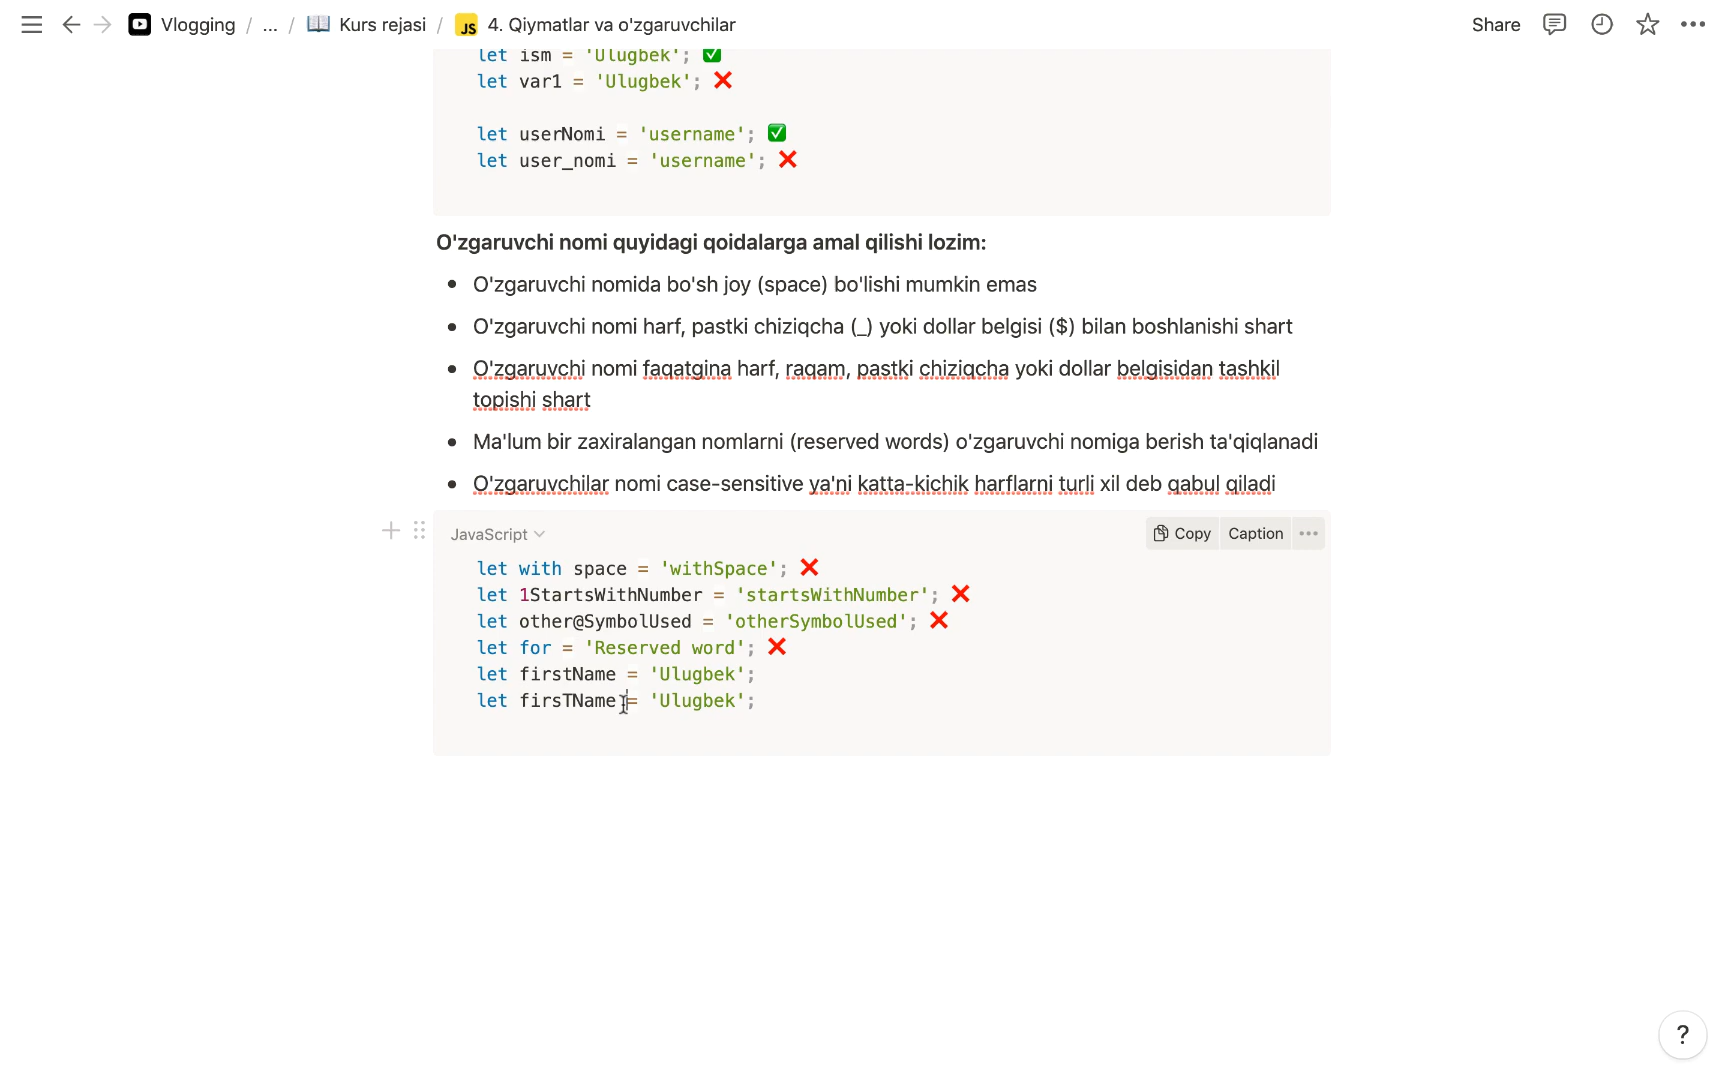 Vlogging / ... / Kurs rejasi / JS 4. Qiymatlar va o'zgaruvchilar Share
let ism = 'Ulugbek'; ✅
let var1 = 'Ulugbek'; ❌
let userNomi = 'username'; ✅
let user_nomi = 'username'; ❌
O'zgaruvchi nomi quyidagi qoidalarga amal qilishi lozim:
• O'zgaruvchi nomida bo'sh joy (space) bo'lishi mumkin emas
• O'zgaruvchi nomi harf, pastki chiziqcha (_) yoki dollar belgisi ($) bilan boshlanishi shart
• O'zgaruvchi nomi faqatgina harf, raqam, pastki chiziqcha yoki dollar belgisidan tashkil
topishi shart
• Ma'lum bir zaxiralangan nomlarni (reserved words) o'zgaruvchi nomiga berish ta'qiqlanadi
• O'zgaruvchilar nomi case-sensitive ya'ni katta-kichik harflarni turli xil deb qabul qiladi
JavaScript Copy Caption
let with space = 'withSpace'; ❌
let 1StartsWithNumber = 'startsWithNumber'; ❌
let other@SymbolUsed = 'otherSymbolUsed'; ❌
let for = 'Reserved word'; ❌
let firstName = 'Ulugbek';
let firsTName = 'Ulugbek';
?